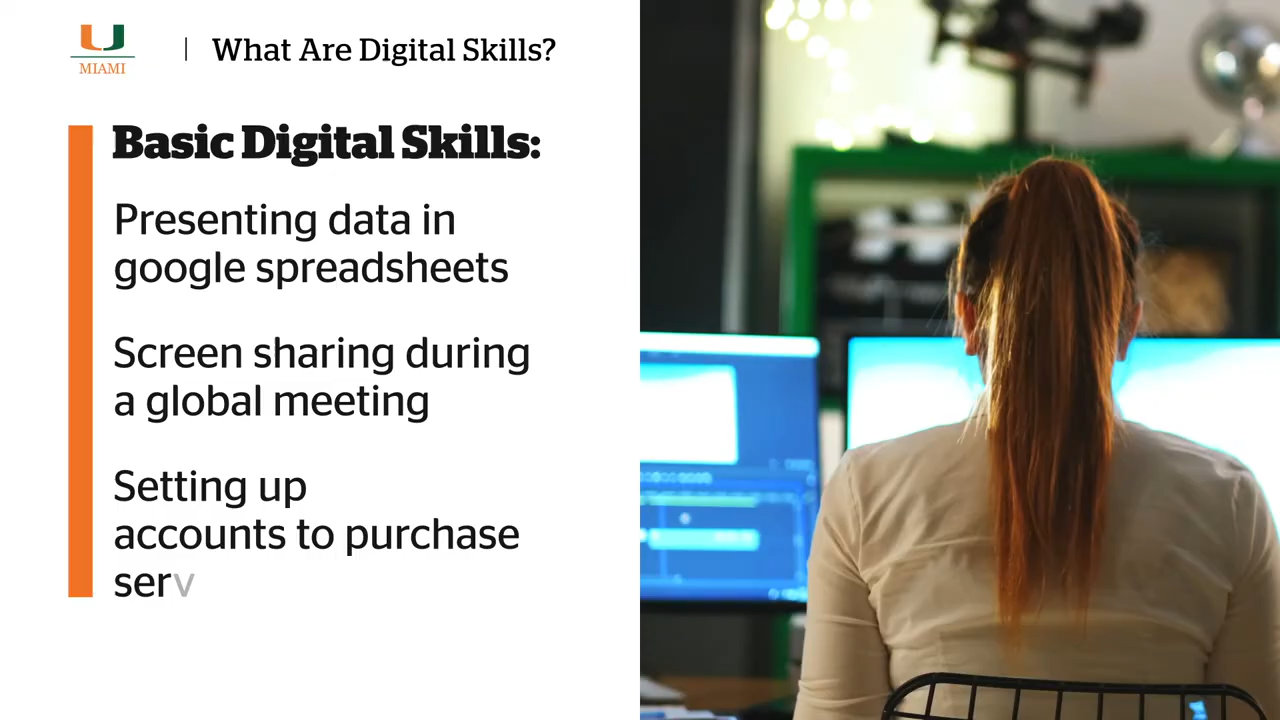 U
MIAMI
| What Are Digital Skills?
Basic Digital Skills:
Presenting data in
google spreadsheets
Screen sharing during
a global meeting
Setting up
accounts to purchase
serv